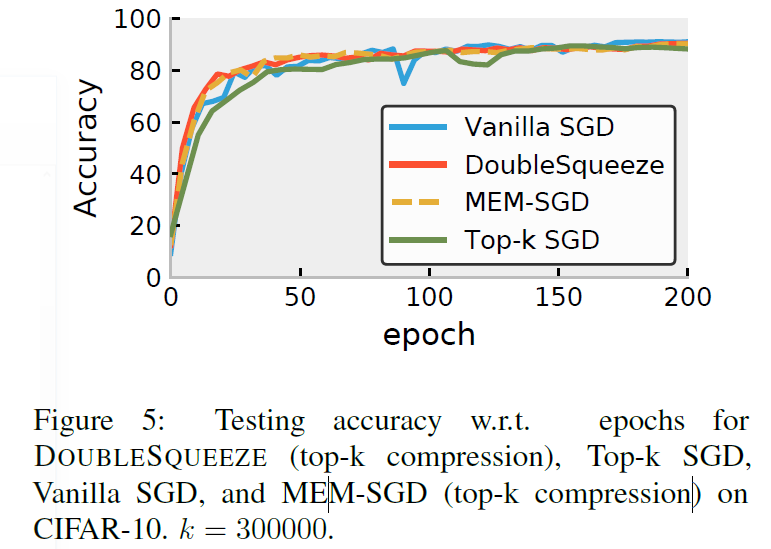 100
80
60
40
20
0
Accuracy
Vanilla SGD
DoubleSqueeze
MEM-SGD
Top-k SGD
0 50 100 150 200
epoch
Figure 5: Testing accuracy w.r.t. epochs for
DOUBLESQUEEZE (top-k compression), Top-k SGD,
Vanilla SGD, and MEM-SGD (top-k compression) on
CIFAR-10. k = 300000.